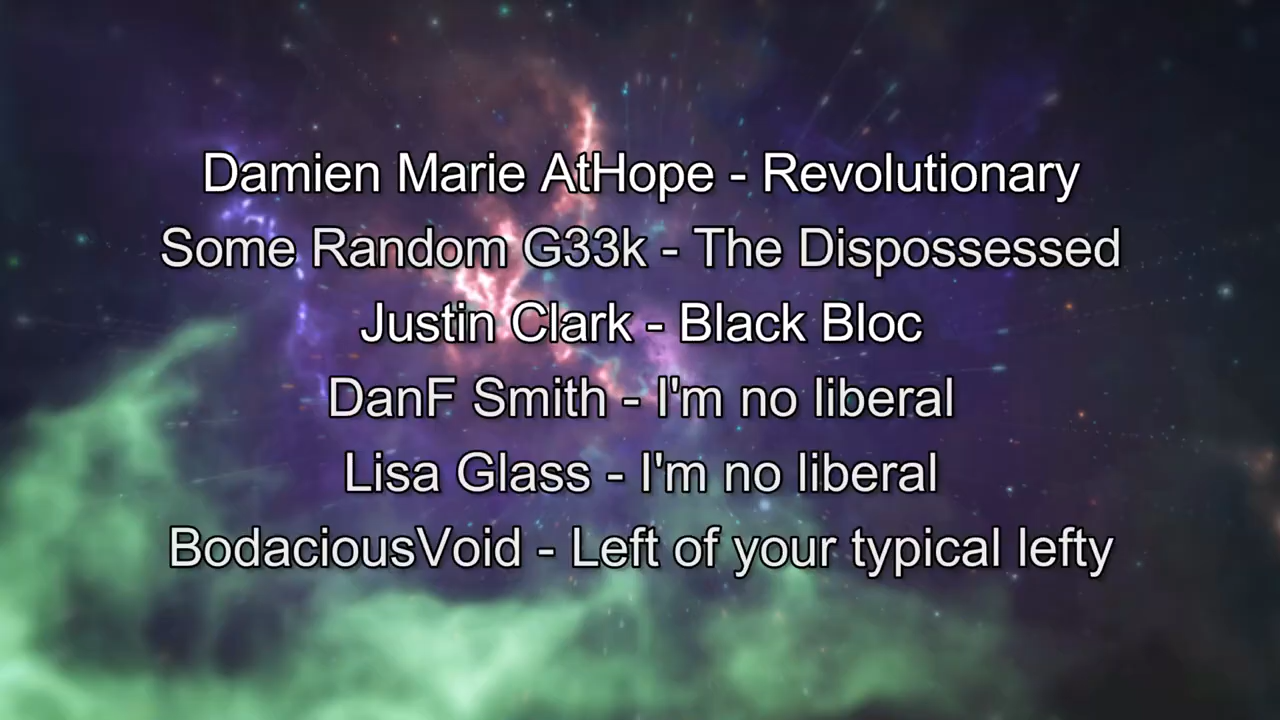 Damien Marie AtHope - Revolutionary
Some Random G33k - The Dispossessed
Justin Clark - Black Bloc
DanF Smith - I'm no liberal
Lisa Glass - I'm no liberal
BodaciousVoid - Left of your typical lefty